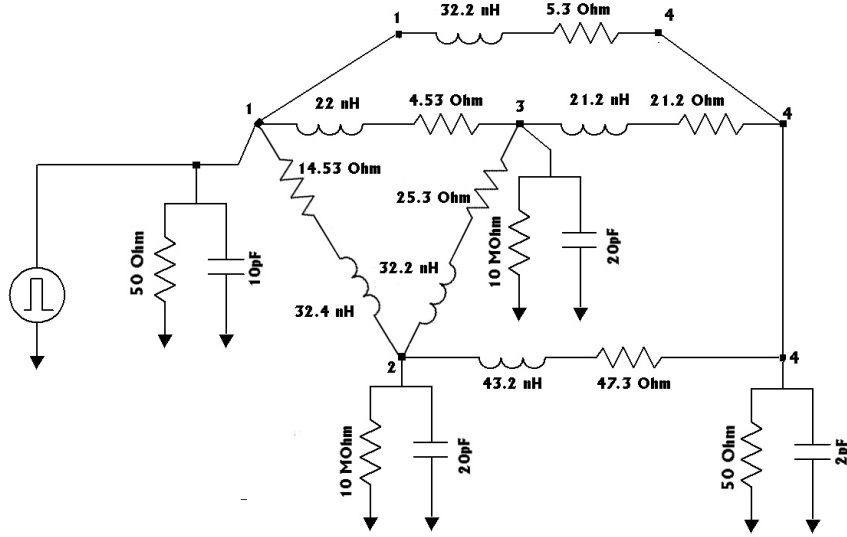 32.2 nH
5.3 Ohm
1
4
22 nH
4.53 Ohm
21.2 nH
21.2 Ohm
1
3
4
14.53 Ohm
25.3 Ohm
50 Ohm
10pF
32.4 nH
32.2 nH
10 MOhm
20pF
2
43.2 nH
47.3 Ohm
4
10 MOhm
20pF
50 Ohm
2pF